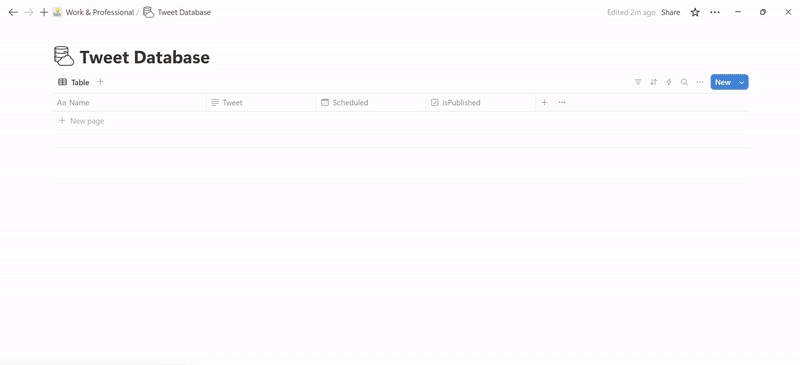 Work & Professional / Tweet Database
Edited 2m ago Share
Tweet Database
Table
New
Aa Name Tweet Scheduled isPublished
New page